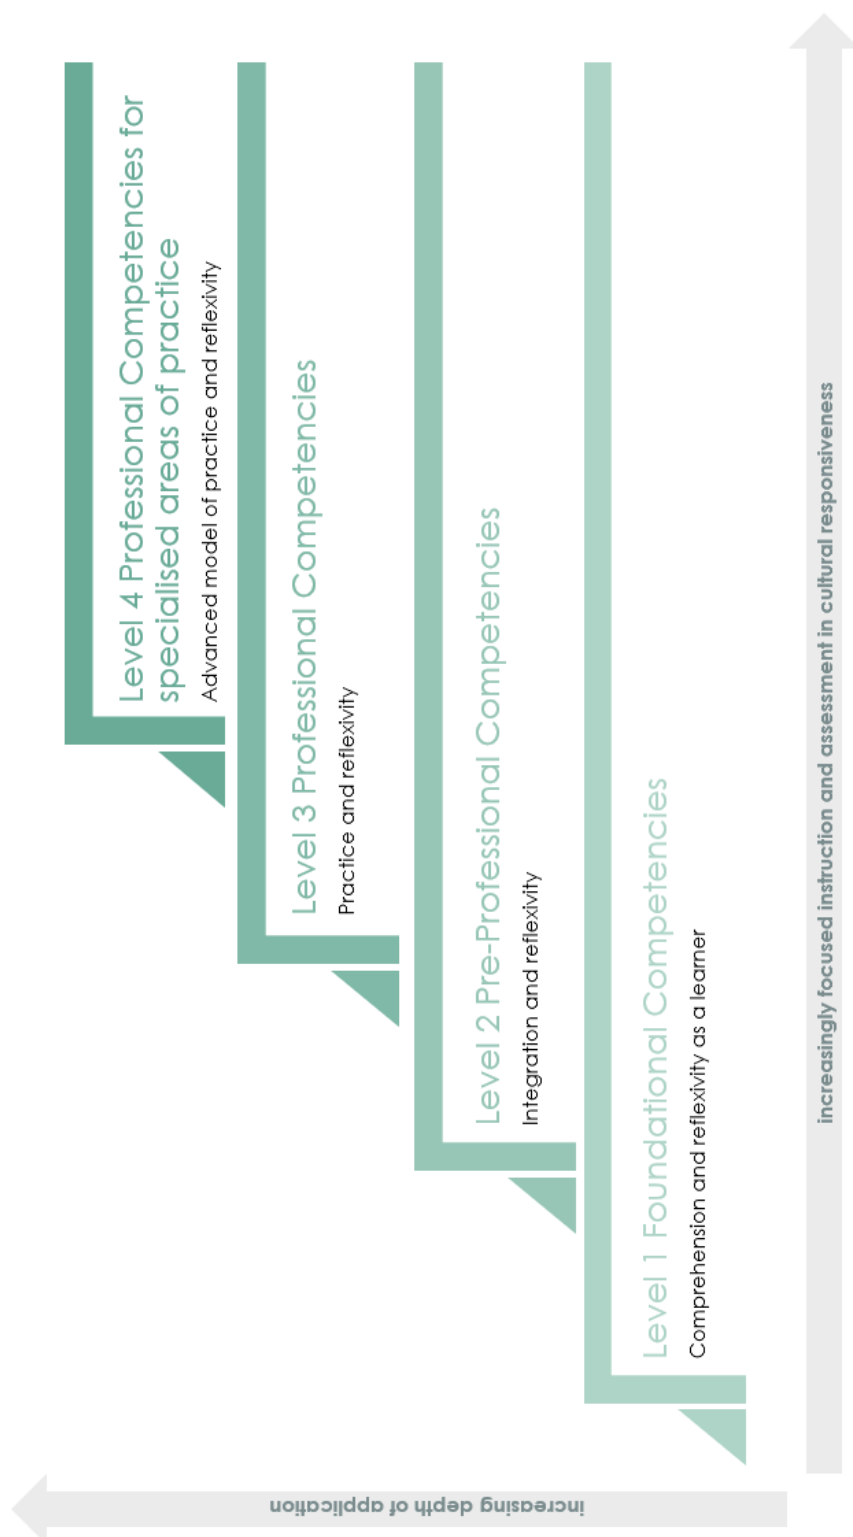 Level 4 Professional Competencies for
specialised areas of practice
Advanced model of practice and reflexivity
Level 3 Professional Competencies
Practice and reflexivity
Level 2 Pre-Professional Competencies
Integration and reflexivity
Level 1 Foundational Competencies
Comprehension and reflexivity as a learner
increasing depth of application
increasingly focused instruction and assessment in cultural responsiveness